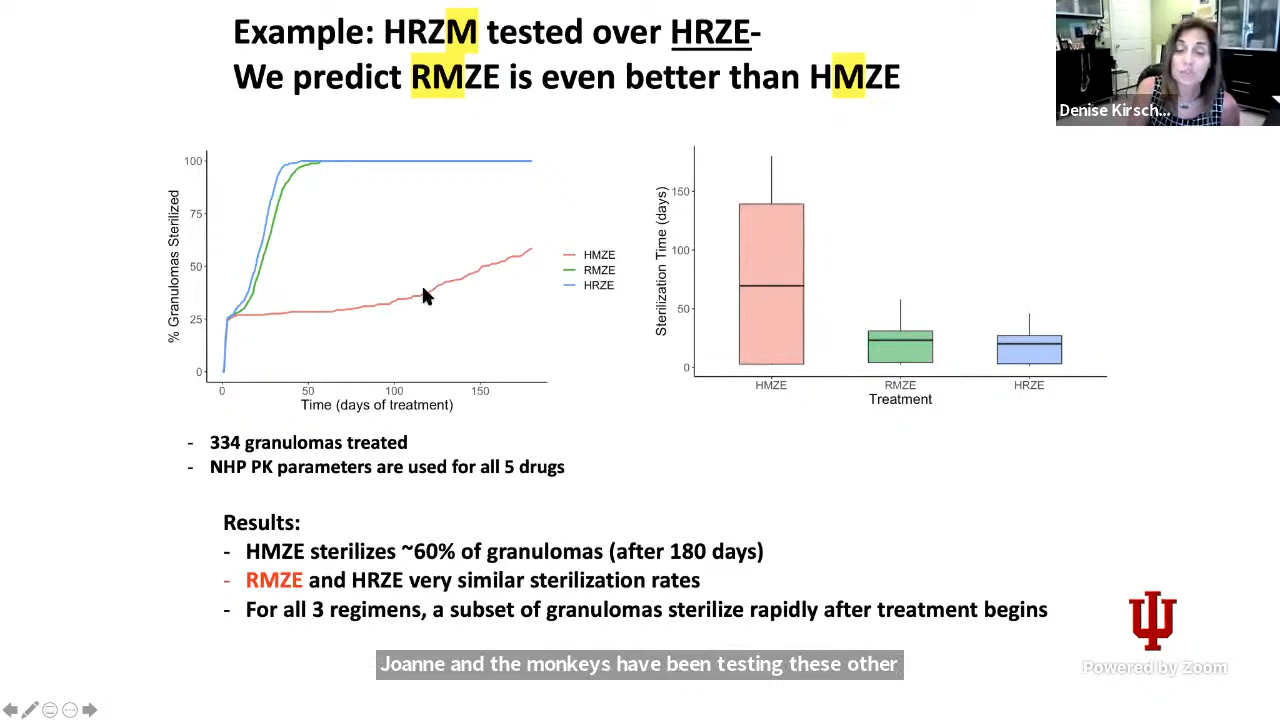 Example: HRZM tested over HRZE-
We predict RMZE is even better than HMZE
Denise Kirsch...
% Granulomas Sterilized
100
75
50
25
0
0 50 100 150
Time (days of treatment)
HMZE
RMZE
HRZE
Sterilization Time (days)
150
100
50
0
HMZE RMZE HRZE
Treatment
- 334 granulomas treated
- NHP PK parameters are used for all 5 drugs
Results:
- HMZE sterilizes ~60% of granulomas (after 180 days)
- RMZE and HRZE very similar sterilization rates
- For all 3 regimens, a subset of granulomas sterilize rapidly after treatment begins
Joanne and the monkeys have been testing these other
Powered by Zoom